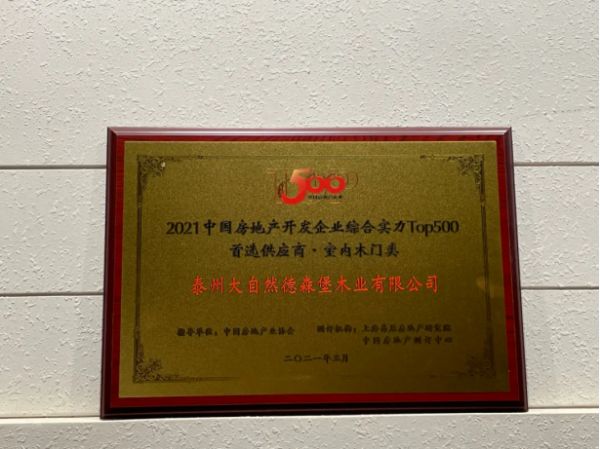 500
2021中国房地产开发企业综合实力Top500
首选供应商·室内木门类
泰州大自然德森堡木业有限公司
指导单位：中国房地产业协会 测评机构：上海易居房地产研究院
中国房地产测评中心
二〇二一年三月